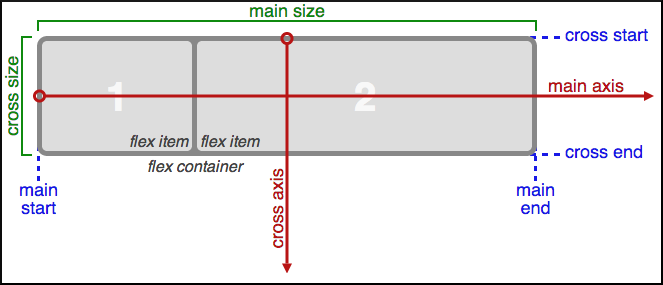 main size
cross start
cross size
1
2
main axis
flex item
flex item
flex container
cross end
main
start
cross axis
main
end